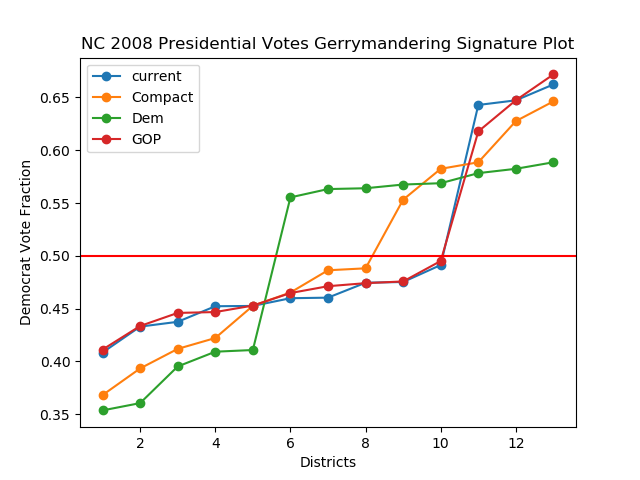 NC 2008 Presidential Votes Gerrymandering Signature Plot
current
Compact
Dem
GOP
0.65
0.60
0.55
0.50
0.45
0.40
0.35
Democrat Vote Fraction
2 4 6 8 10 12
Districts